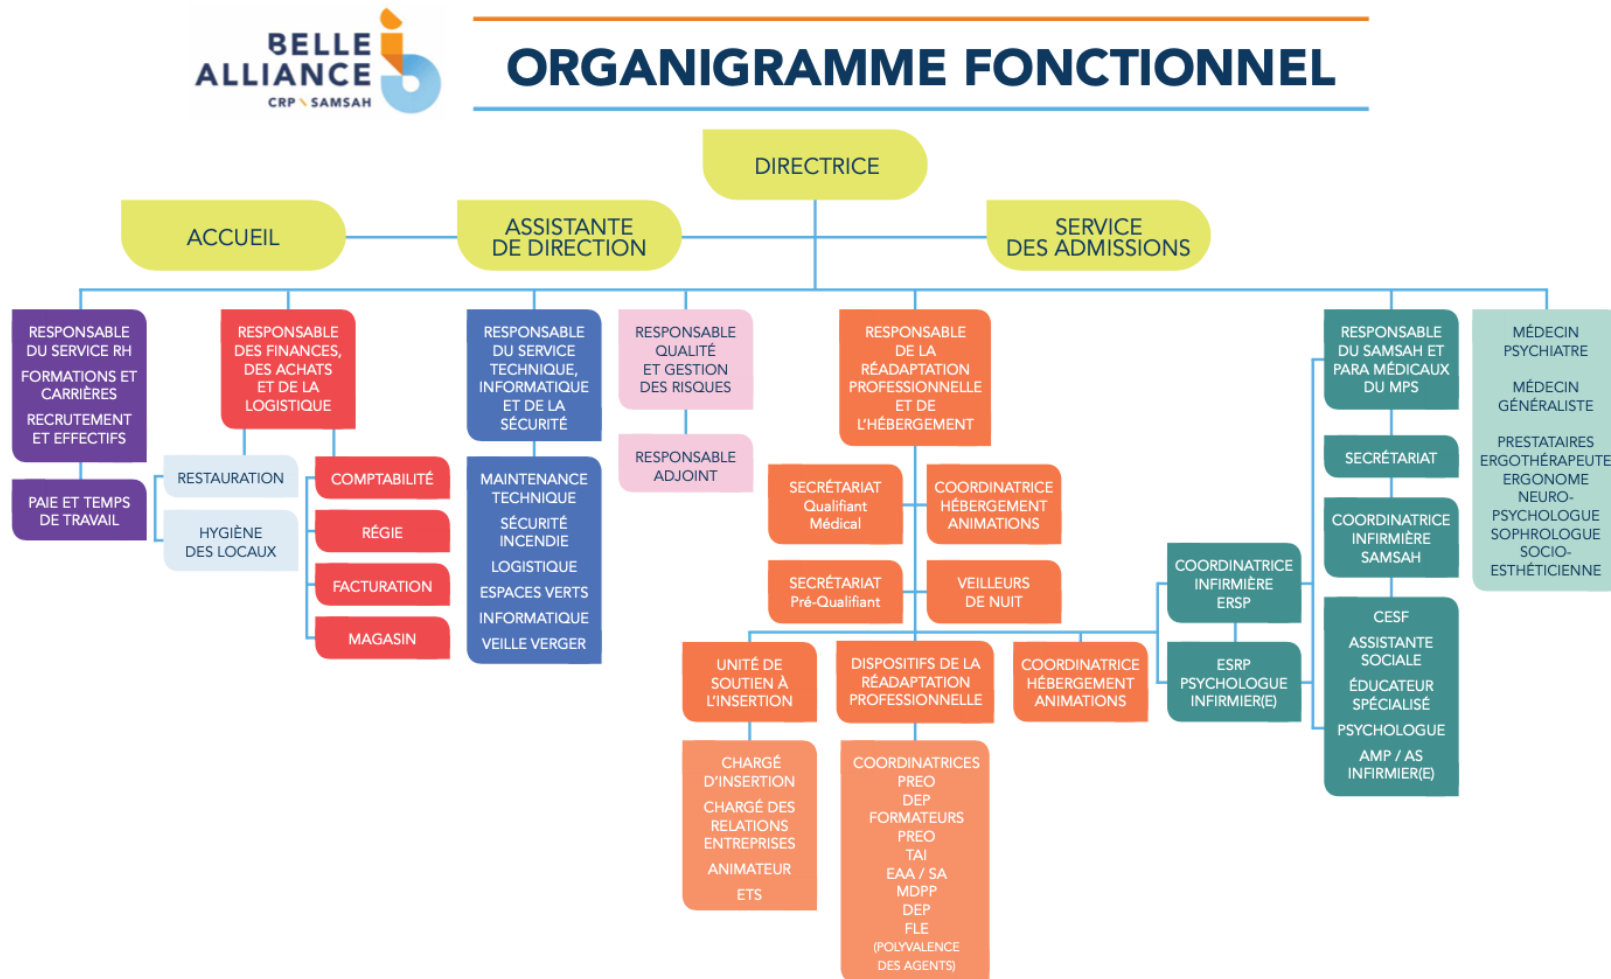 BELLE
ALLIANCE
CRP \ SAMSAH
ORGANIGRAMME FONCTIONNEL
DIRECTRICE
ACCUEIL
ASSISTANTE
DE DIRECTION
SERVICE
DES ADMISSIONS
RESPONSABLE
DU SERVICE RH
FORMATIONS ET
CARRIÈRES
RECRUTEMENT
ET EFFECTIFS
PAIE ET TEMPS
DE TRAVAIL
RESPONSABLE
DES FINANCES,
DES ACHATS
ET DE LA
LOGISTIQUE
RESTAURATION
HYGIÈNE
DES LOCAUX
COMPTABILITÉ
RÉGIE
FACTURATION
MAGASIN
RESPONSABLE
DU SERVICE
TECHNIQUE,
INFORMATIQUE
ET DE LA
SÉCURITÉ
MAINTENANCE
TECHNIQUE
SÉCURITÉ
INCENDIE
LOGISTIQUE
ESPACES VERTS
INFORMATIQUE
VEILLE VERGER
RESPONSABLE
QUALITÉ
ET GESTION
DES RISQUES
RESPONSABLE
ADJOINT
RESPONSABLE
DE LA
RÉADAPTATION
PROFESSIONNELLE
ET DE
L'HÉBERGEMENT
SECRÉTARIAT
Qualifiant
Médical
COORDINATRICE
HÉBERGEMENT
ANIMATIONS
SECRÉTARIAT
Pré-Qualifiant
VEILLEURS
DE NUIT
UNITÉ DE
SOUTIEN À
L'INSERTION
CHARGÉ
D'INSERTION
CHARGÉ DES
RELATIONS
ENTREPRISES
ANIMATEUR
ETS
DISPOSITIFS DE LA
RÉADAPTATION
PROFESSIONNELLE
COORDINATRICES
PREO
DEP
FORMATEURS
PREO
TAI
EAA / SA
MDPP
DEP
FLE
(POLYVALENCE
DES AGENTS)
COORDINATRICE
HÉBERGEMENT
ANIMATIONS
COORDINATRICE
INFIRMIÈRE
ERSP
ESRP
PSYCHOLOGUE
INFIRMIER(E)
RESPONSABLE
DU SAMSAH ET
PARA MÉDICAUX
DU MPS
SECRÉTARIAT
COORDINATRICE
INFIRMIÈRE
SAMSAH
CESF
ASSISTANTE
SOCIALE
ÉDUCATEUR
SPÉCIALISÉ
PSYCHOLOGUE
AMP / AS
INFIRMIER(E)
MÉDECIN
PSYCHIATRE
MÉDECIN
GÉNÉRALISTE
PRESTATAIRES
ERGOTHÉRAPEUTE
ERGONOME
NEURO-
PSYCHOLOGUE
SOPHROLOGUE
SOCIO-
ESTHÉTICIENNE